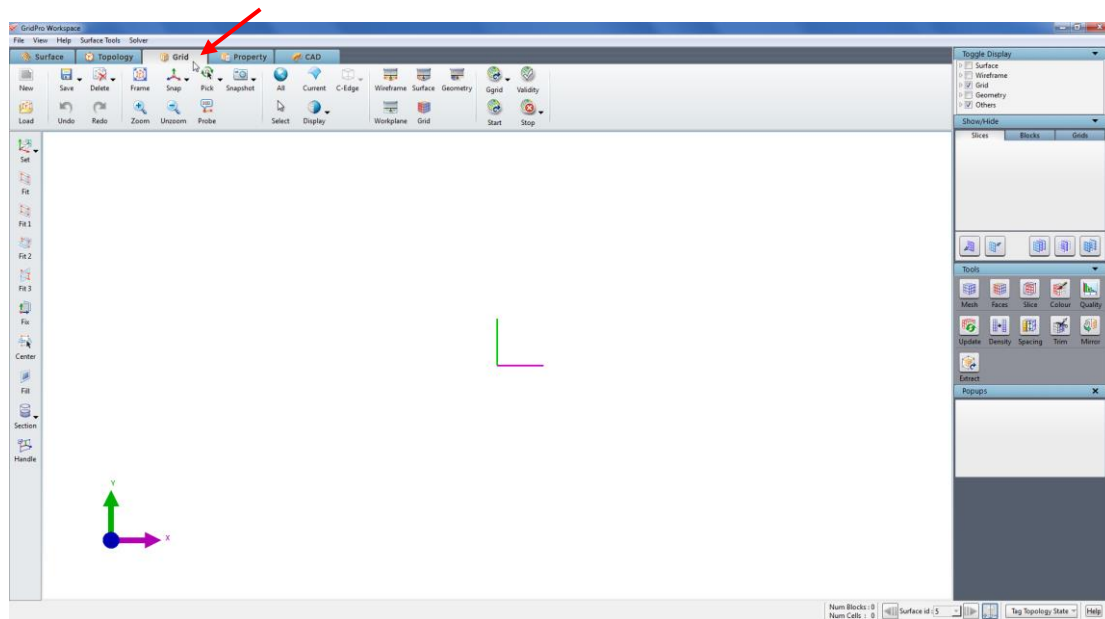 GridPro Workspace
File View Help Surface Tools Solver
Surface Topology Grid Property CAD
New Save Delete Frame Snap Pick Snapshot All Current C-Edge Wireframe Surface Geometry Ggrid Validity
Load Undo Redo Zoom Unzoom Probe Select Display Workplane Grid Start Stop
Set
Fit
Fit 1
Fit 2
Fit 3
Fix
Center
Fill
Section
Handle
Y
X
Toggle Display
Surface
Wireframe
Grid
Geometry
Others
Show/Hide
Slices Blocks Grids
Tools
Mesh Faces Slice Colour Quality
Update Density Spacing Trim Mirror
Extract
Popups
Num Blocks : 0
Num Cells : 0
Surface id : 5
Tag Topology State
Help